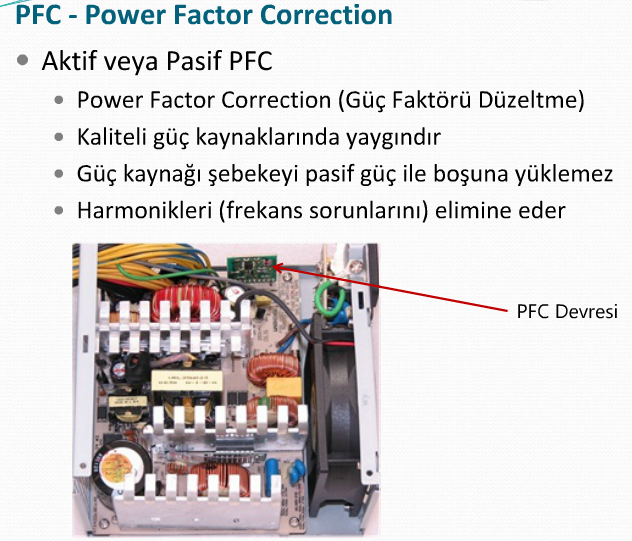 PFC - Power Factor Correction
Aktif veya Pasif PFC
Power Factor Correction (Güç Faktörü Düzeltme)
Kaliteli güç kaynaklarında yaygındır
Güç kaynağı şebekeyi pasif güç ile boşuna yüklemez
Harmonikleri (frekans sorunlarını) elimine eder
PFC Devresi